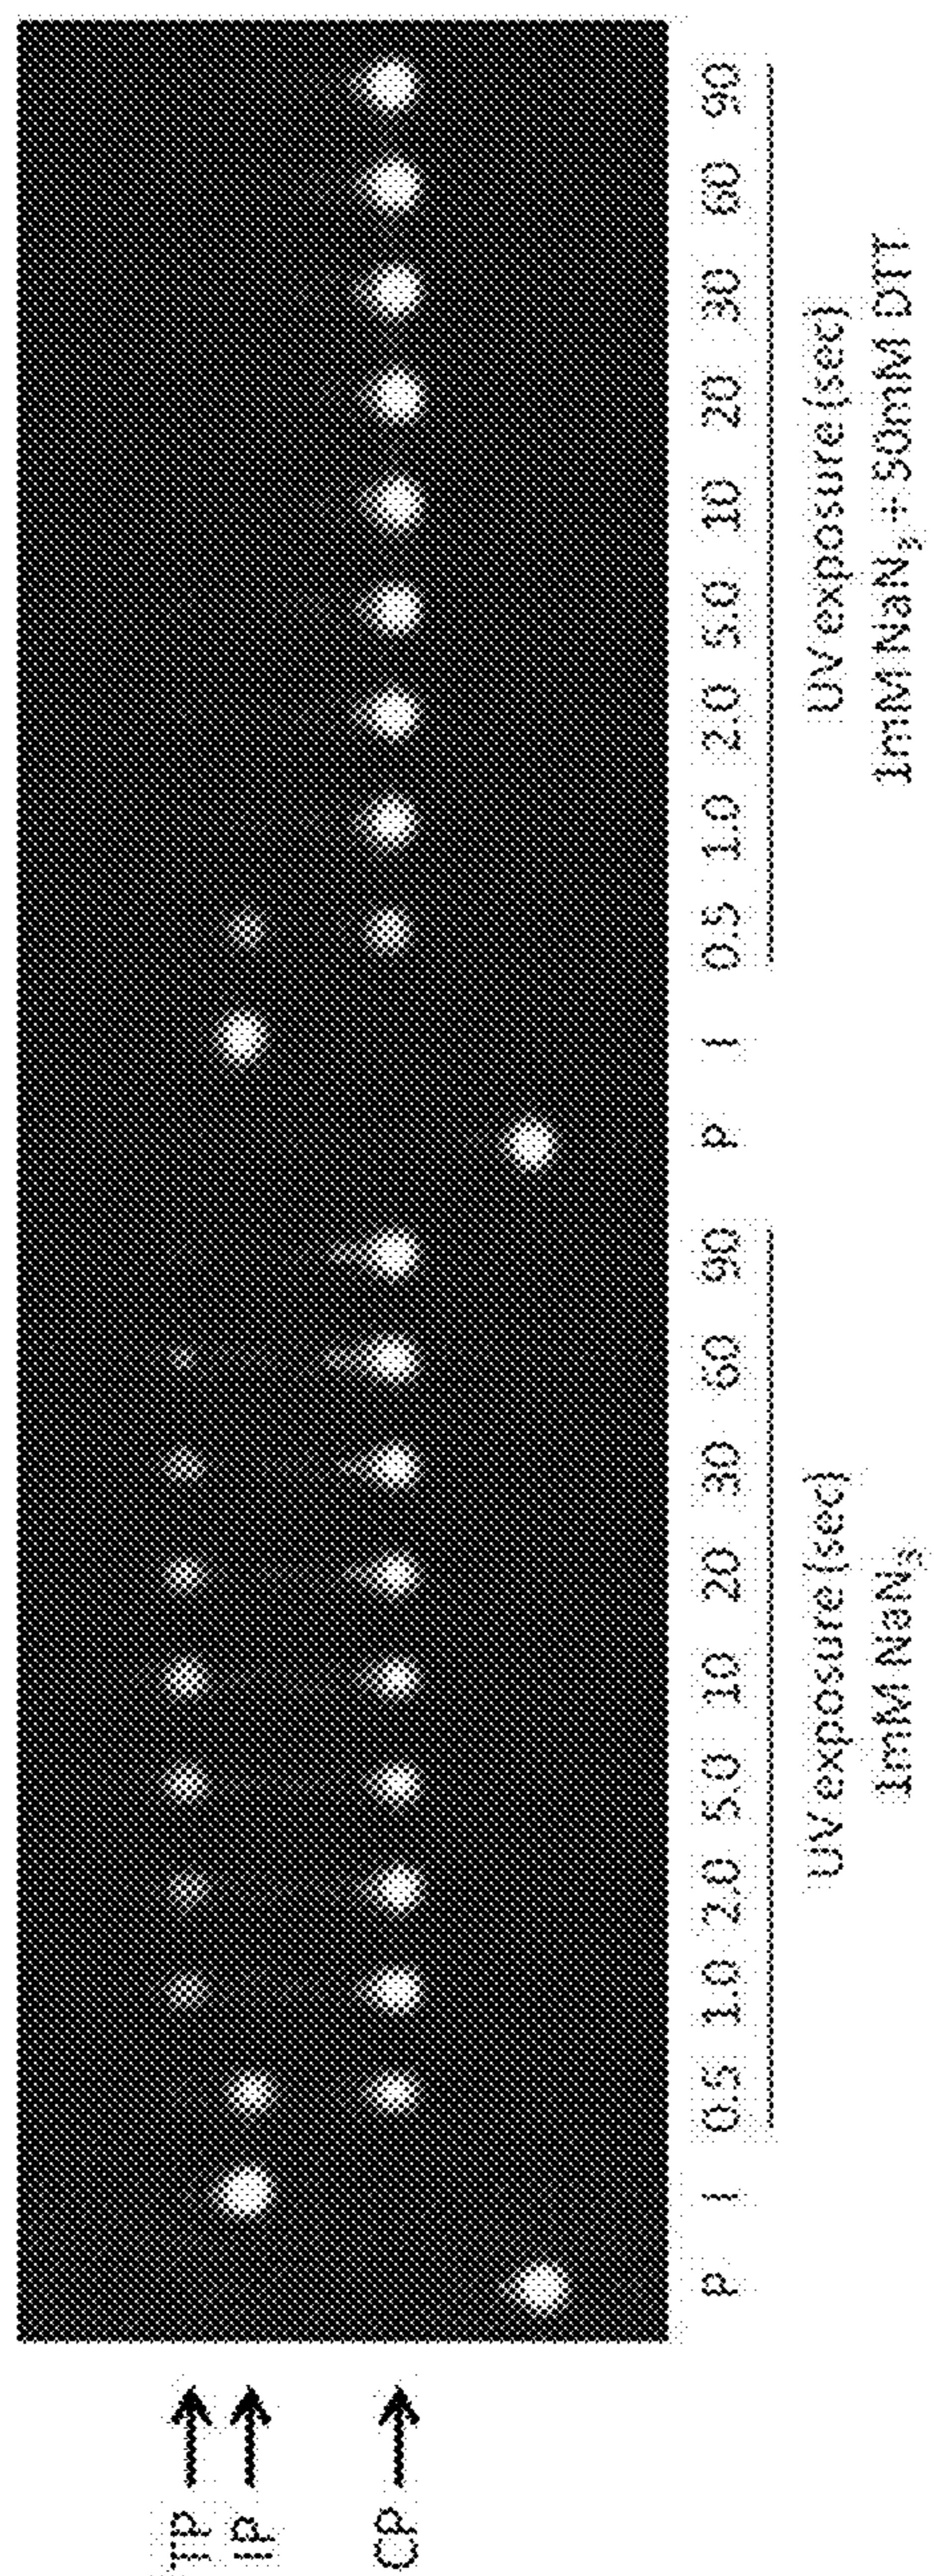 TP
IP
CP
P I 0.5 1.0 2.0 5.0 10 20 30 60 90 P I 0.5 1.0 2.0 5.0 10 20 30 60 90
UV exposure (sec) UV exposure (sec)
1mM NaN₃ 1mM NaN₃ + 50mM DTT